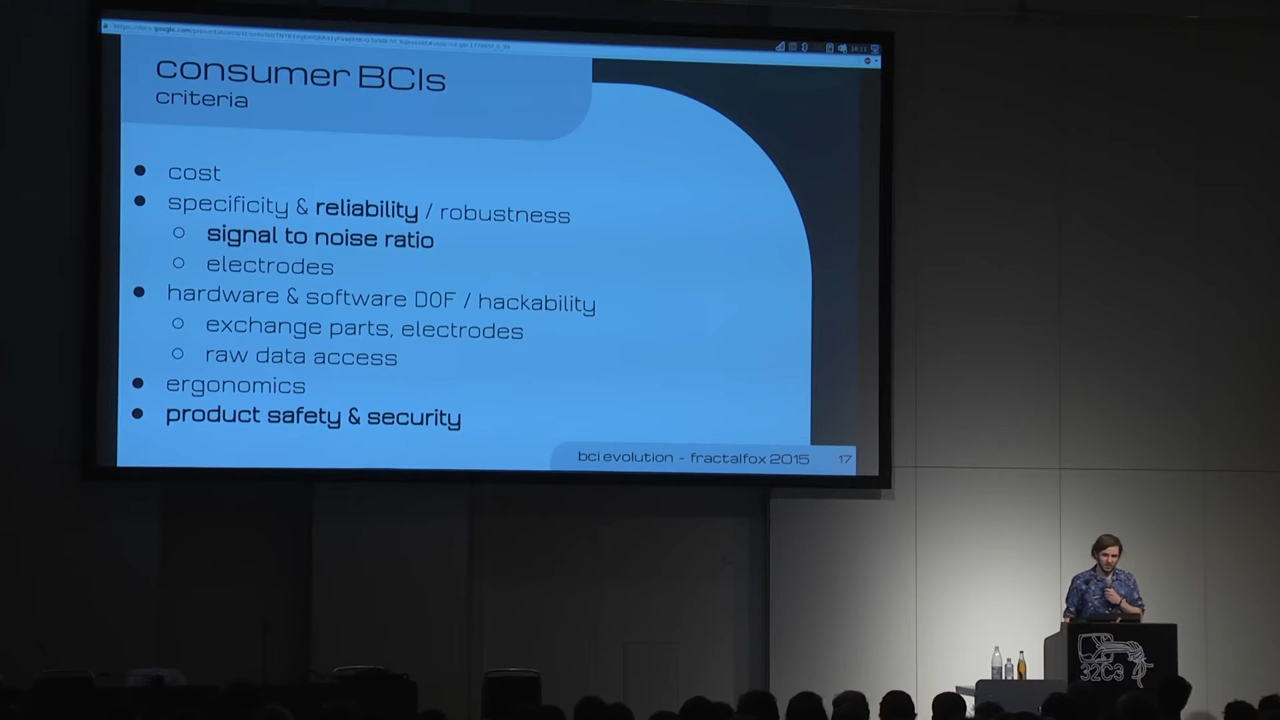 consumer BCIs
criteria
● cost
● specificity & reliability / robustness
○ signal to noise ratio
○ electrodes
● hardware & software DOF / hackability
○ exchange parts, electrodes
○ raw data access
● ergonomics
● product safety & security
bci evolution - fractalfox 2015 17
32C3